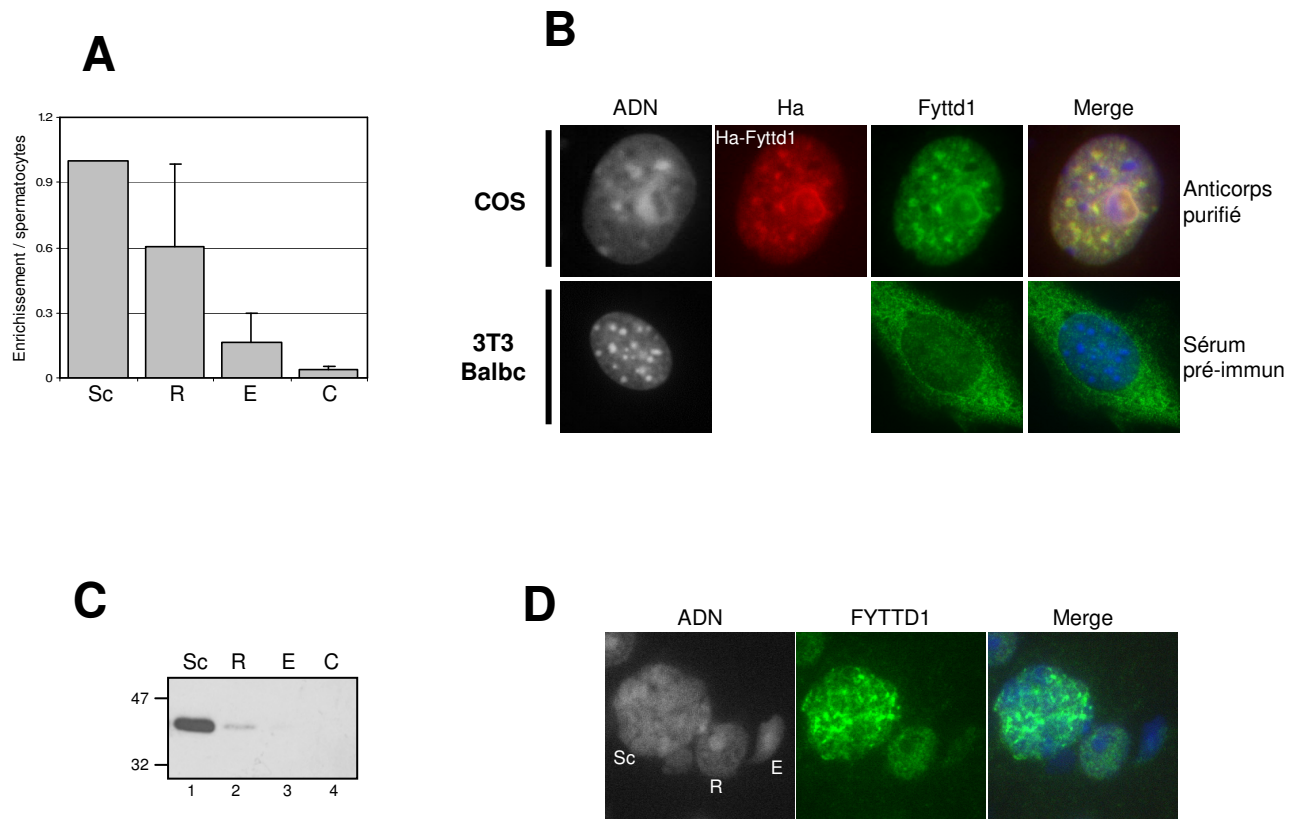 A
Enrichissement / spermatocytes
1.2
0.9
0.6
0.3
0
Sc R E C
B
ADN Ha Fyttd1 Merge
Ha-Fyttd1
COS
Anticorps
purifié
3T3
Balbc
Sérum
pré-immun
C
Sc R E C
47
32
1 2 3 4
D
ADN FYTTD1 Merge
Sc
R
E